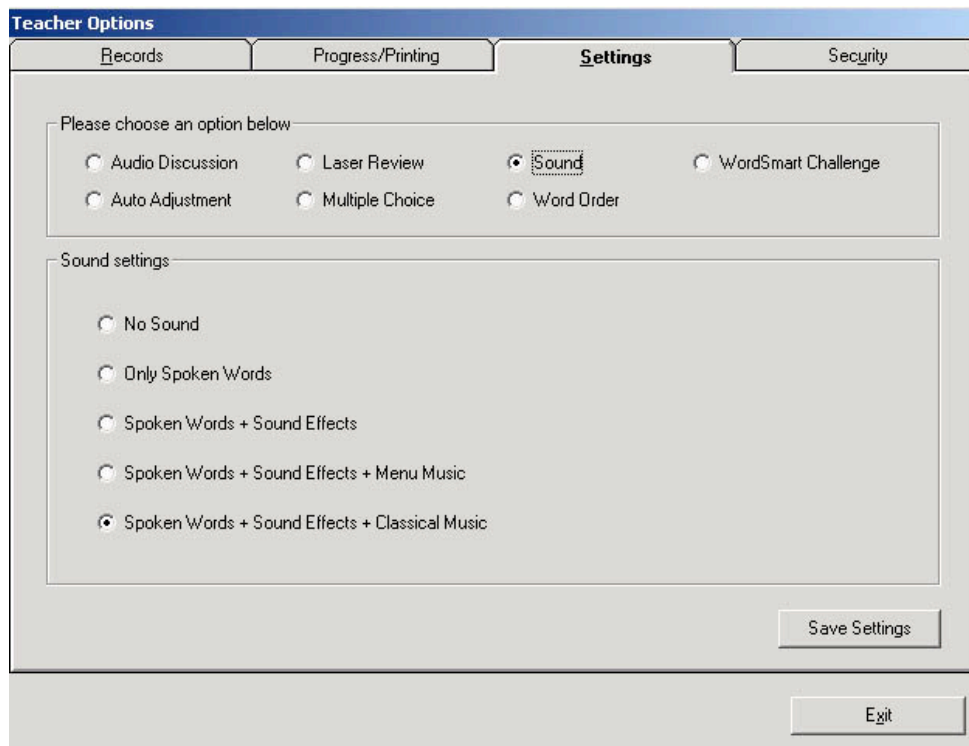 Teacher Options
Records Progress/Printing Settings Security
Please choose an option below
Audio Discussion Laser Review Sound WordSmart Challenge
Auto Adjustment Multiple Choice Word Order
Sound settings
No Sound
Only Spoken Words
Spoken Words + Sound Effects
Spoken Words + Sound Effects + Menu Music
Spoken Words + Sound Effects + Classical Music
Save Settings
Exit